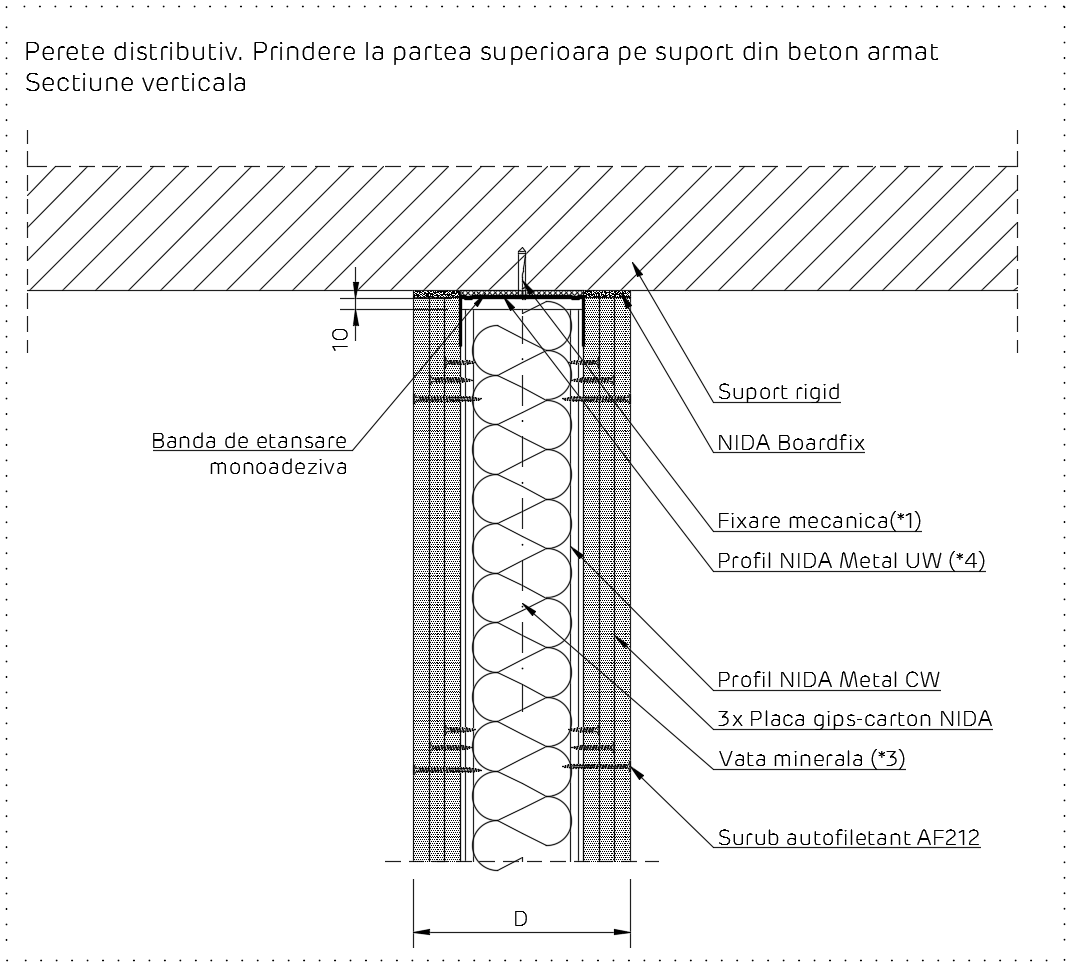 Perete distributiv. Prindere la partea superioara pe suport din beton armat
Sectiune verticala
10
Suport rigid
Banda de etansare
monoadeziva
NIDA Boardfix
Fixare mecanica(*1)
Profil NIDA Metal UW (*4)
Profil NIDA Metal CW
3x Placa gips-carton NIDA
Vata minerala (*3)
Surub autofiletant AF212
D